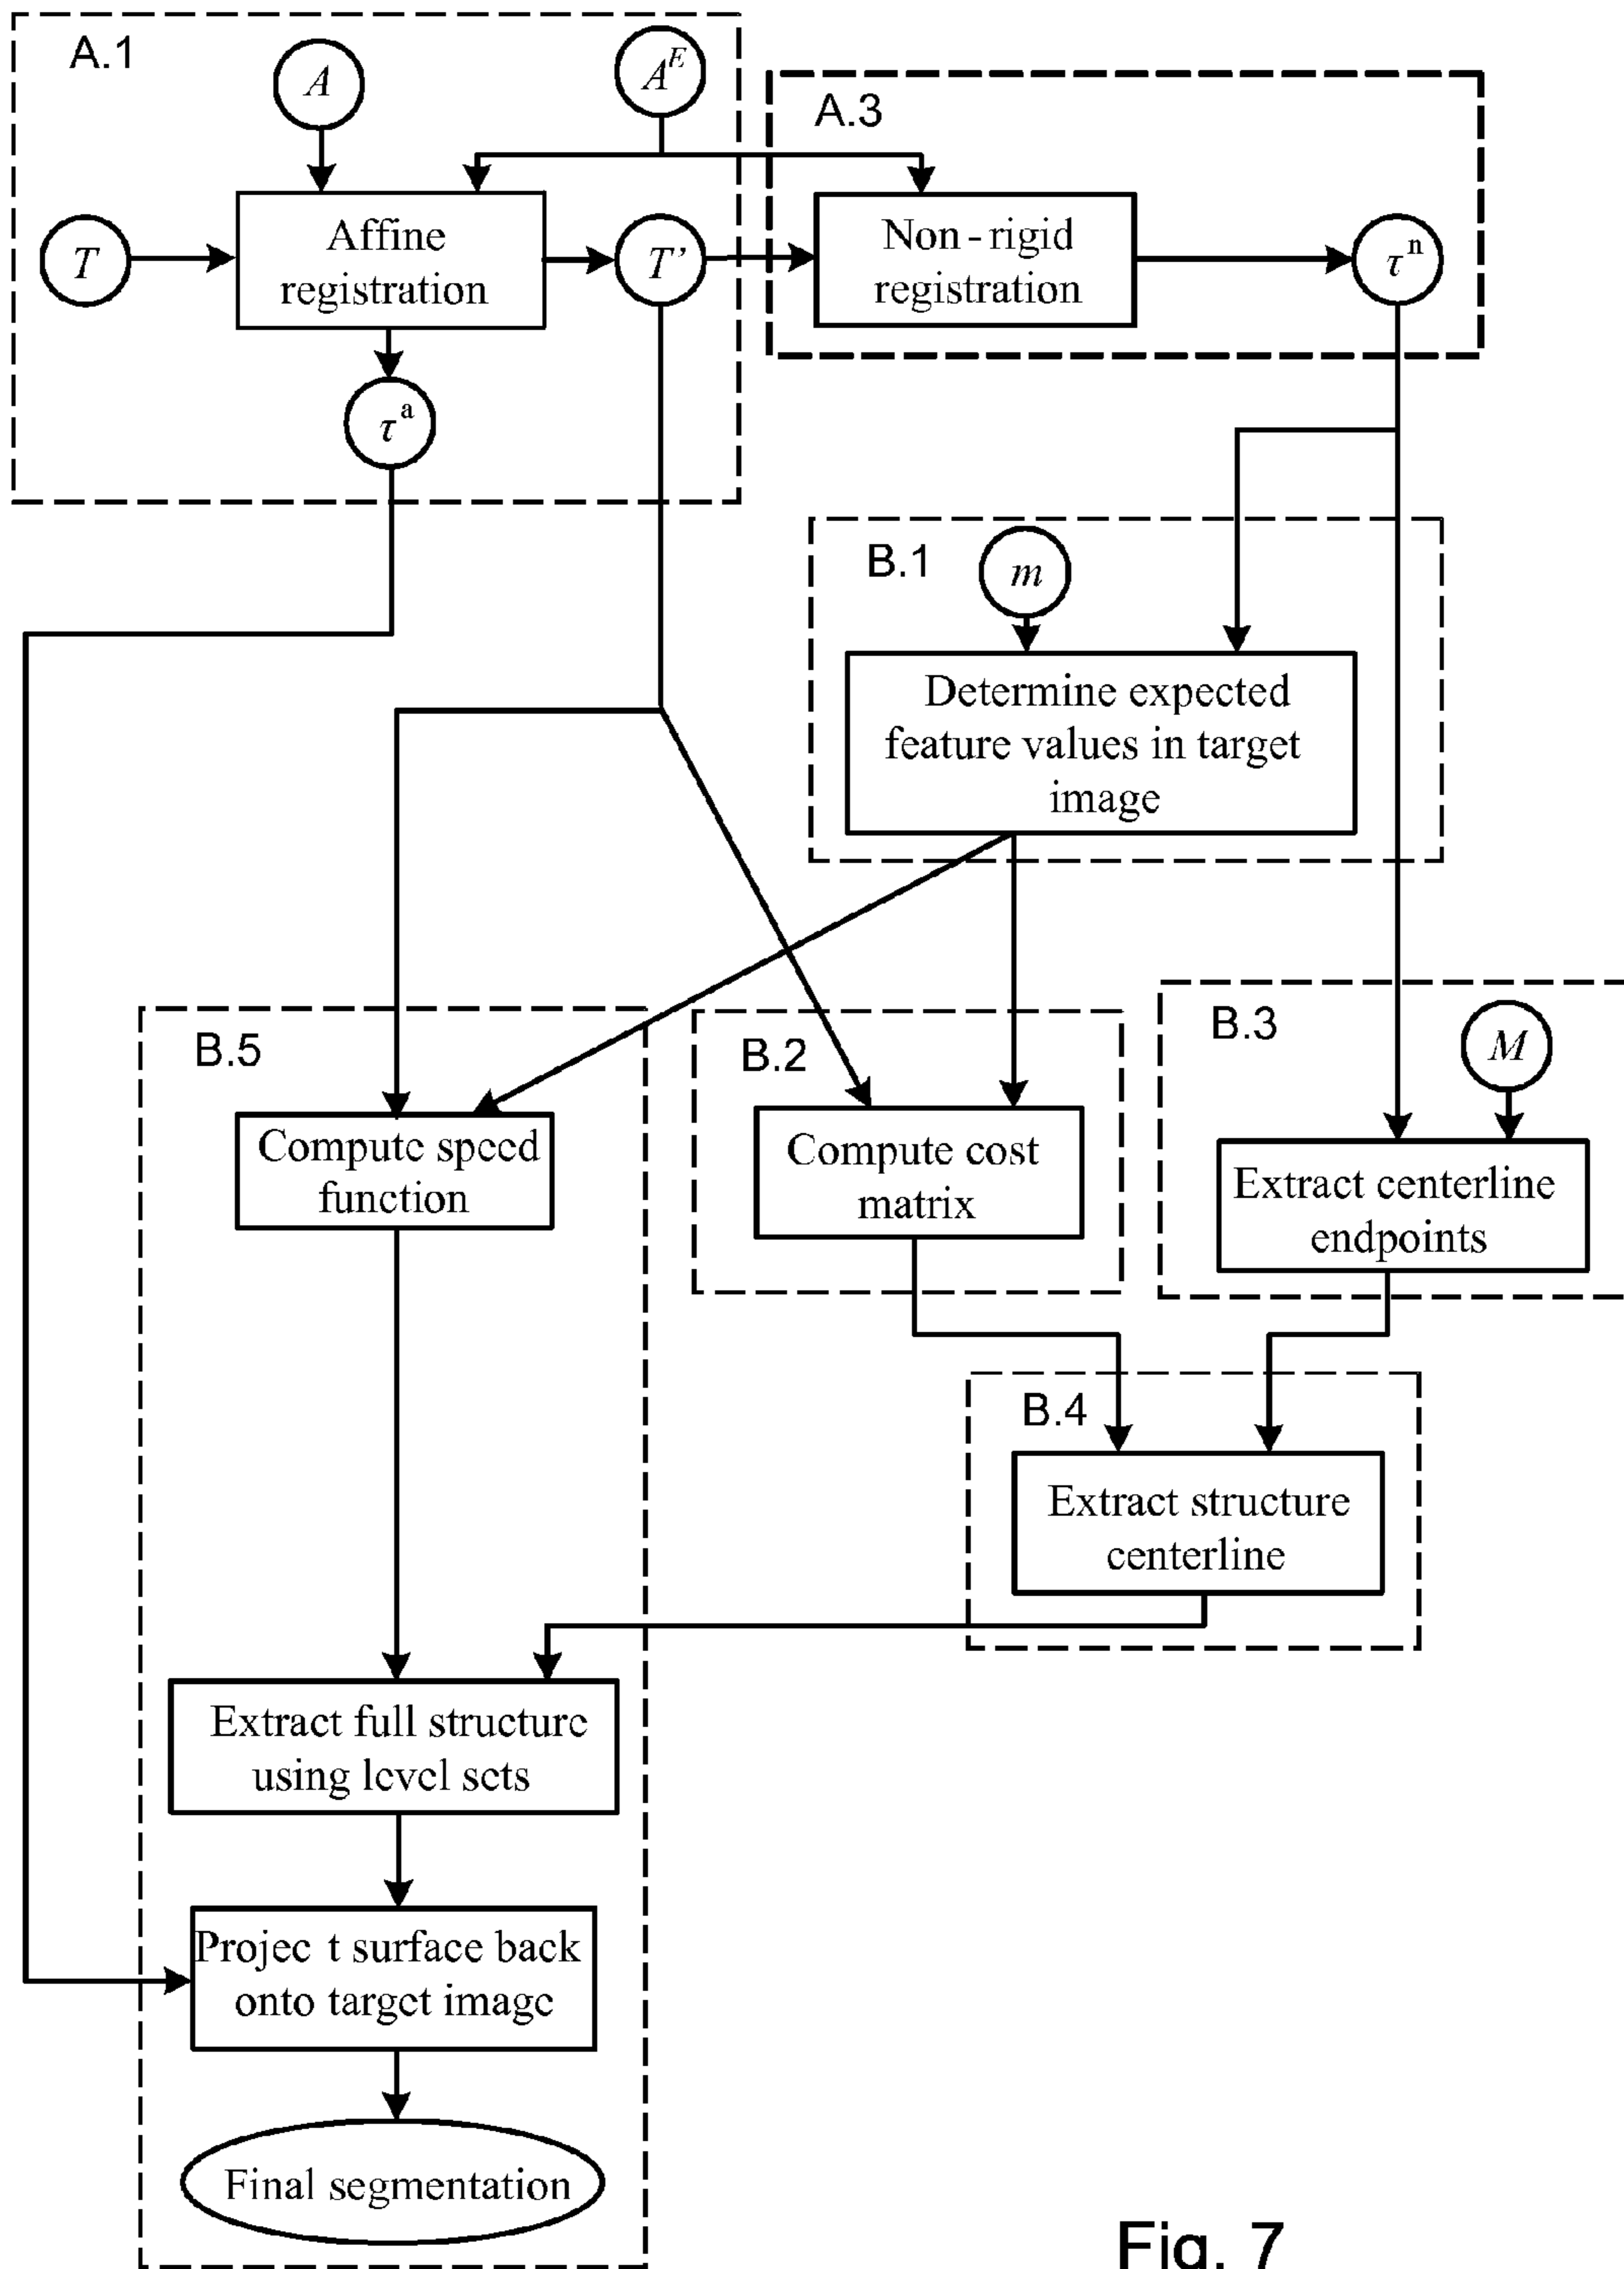 A.1
A
A^E
A.3
T
Affine
registration
T’
Non-rigid
registration
τ^n
τ^a
B.1
m
Determine expected
feature values in target
image
B.5
B.2
B.3
M
Compute speed
function
Compute cost
matrix
Extract centerline
endpoints
B.4
Extract structure
centerline
Extract full structure
using level sets
Projec t surface back
onto target image
Final segmentation
Fig. 7